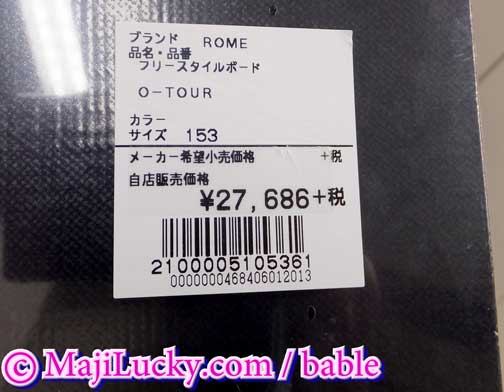 ブランド ROME
品名・品番
フリースタイルボード
O-TOUR
カラー
サイズ 153
メーカー希望小売価格 +税
自店販売価格
¥27,686+税
2100005105361
0000000468406012013
© MajiLucky.com / bable